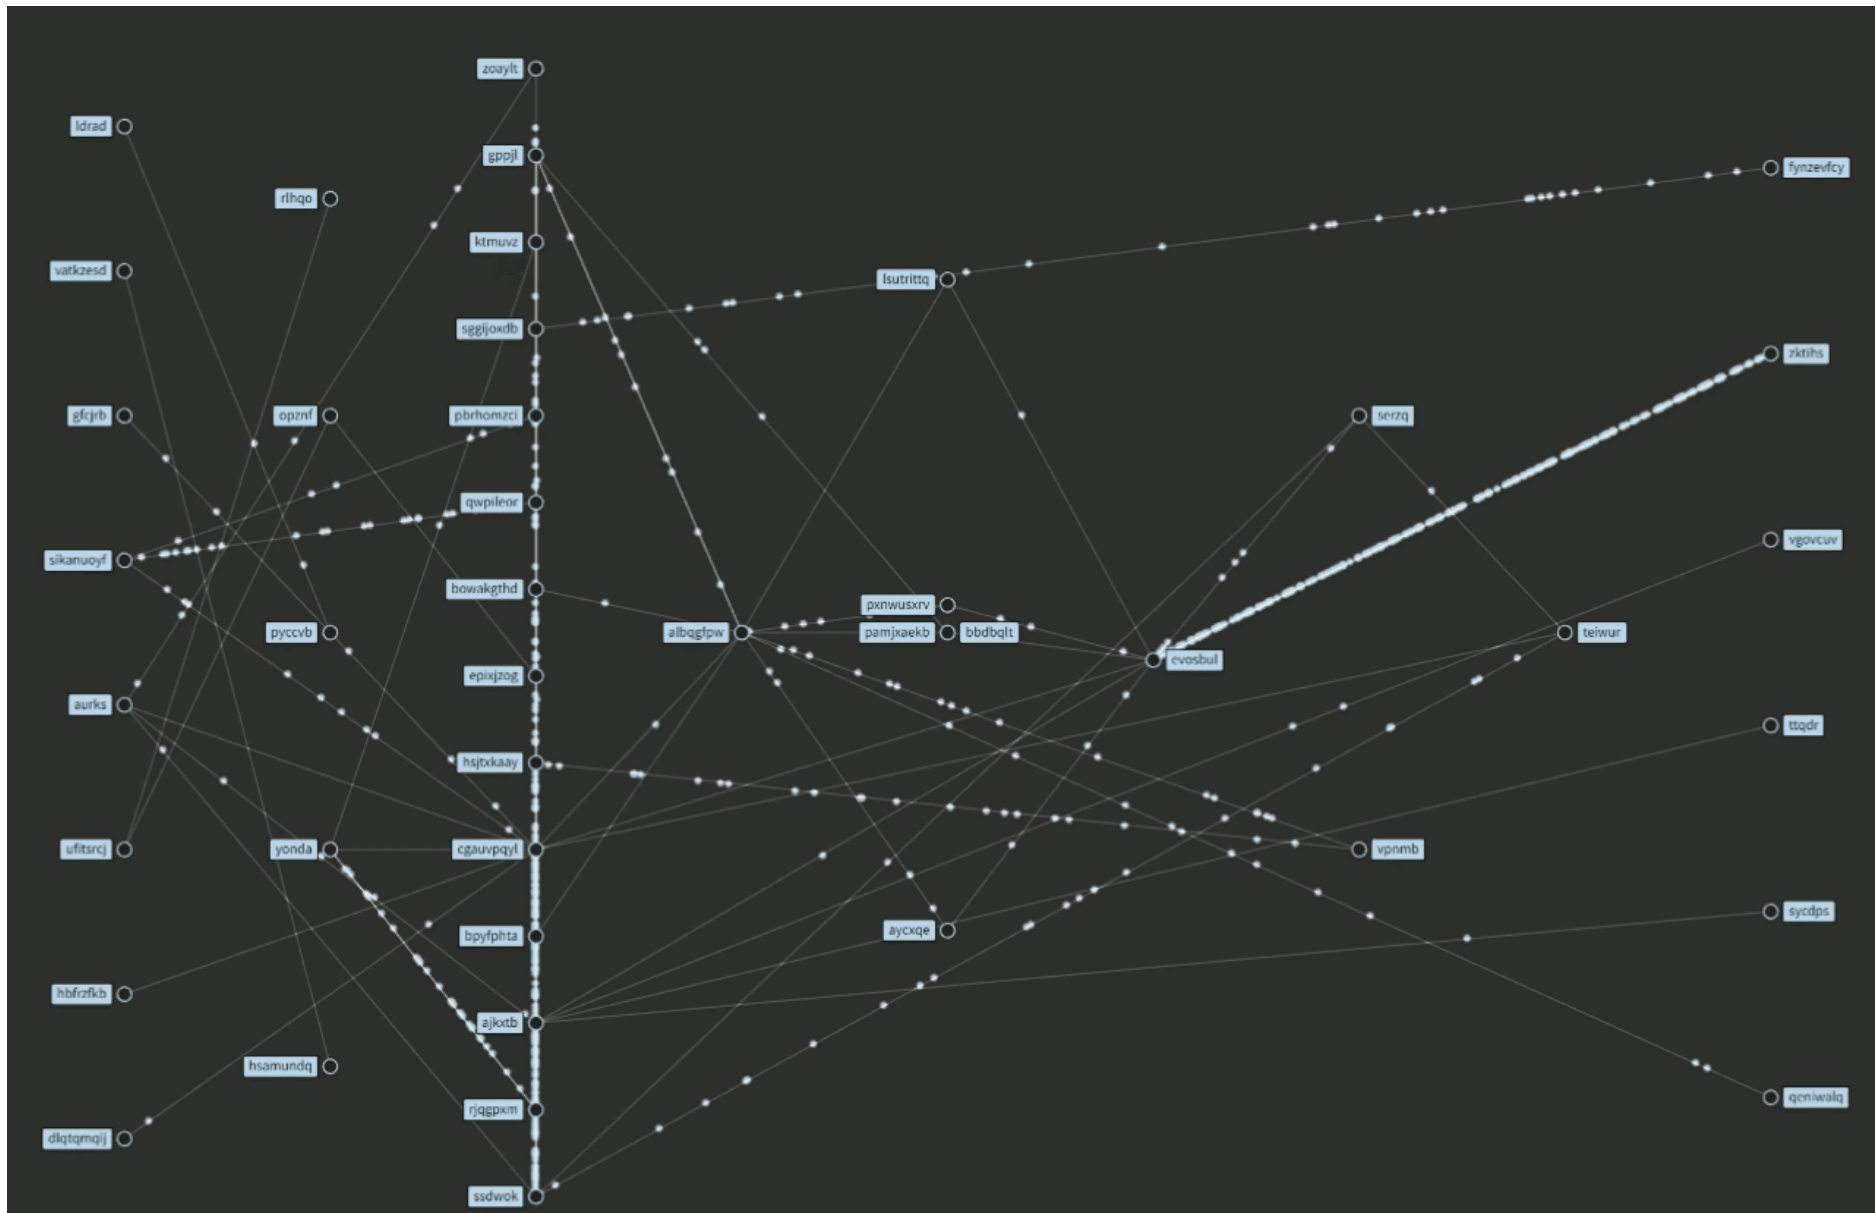 zoaylt
ldrad
gppjl
fynzevfcy
rlhqo
ktmuvz
vatkzesd
lsutrittq
sggijoxdb
zktihs
gfcjrb
opznf
pbrhomzci
serzq
qwpileor
vgovcuv
sikanuoyf
bowakgthd
pxnwusxrv
pyccvb
albqgfpw
pamjxaekb
bbdbqlt
teiwur
evosbul
epixjzog
aurks
ttqdr
hsjtxkaay
ufitsrcj
yonda
cgauvpqyl
vpnmb
sycdps
aycxqe
bpyfphta
hbfrzfkb
ajkxtb
hsamundq
qeniwalq
rjqgpxm
dlqtqmqij
ssdwok